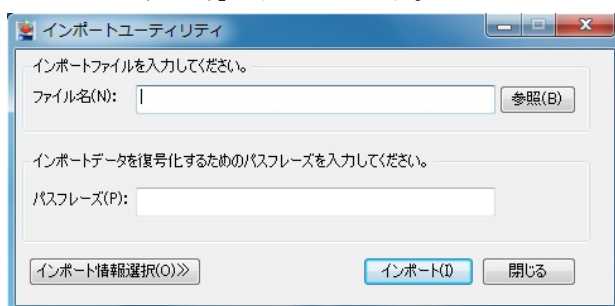 インポートユーティリティ
インポートファイルを入力してください。
ファイル名(N):
参照(B)
インポートデータを復号化するためのパスフレーズを入力してください。
パスフレーズ(P):
インポート情報選択(O)≫
インポート(I)
閉じる